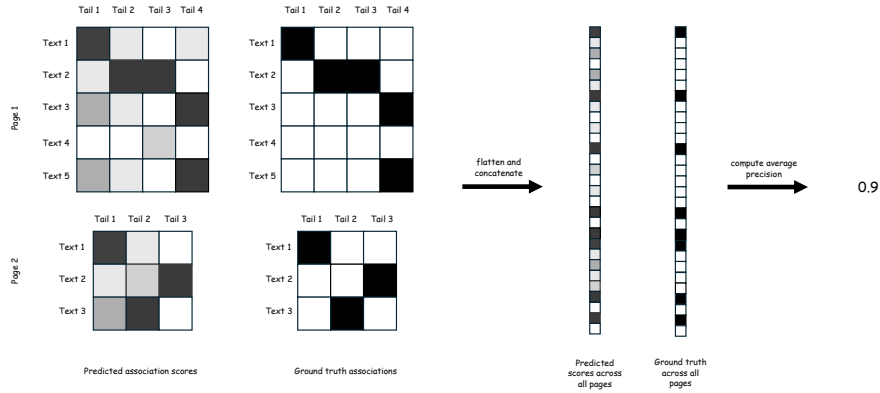 Tail 1 Tail 2 Tail 3 Tail 4
Tail 1 Tail 2 Tail 3 Tail 4
Page 1
Text 1
Text 2
Text 3
Text 4
Text 5
Text 1
Text 2
Text 3
Text 4
Text 5
flatten and
concatenate
compute average
precision
0.9
Tail 1 Tail 2 Tail 3
Tail 1 Tail 2 Tail 3
Page 2
Text 1
Text 2
Text 3
Text 1
Text 2
Text 3
Predicted association scores
Ground truth associations
Predicted
scores across
all pages
Ground truth
across all
pages